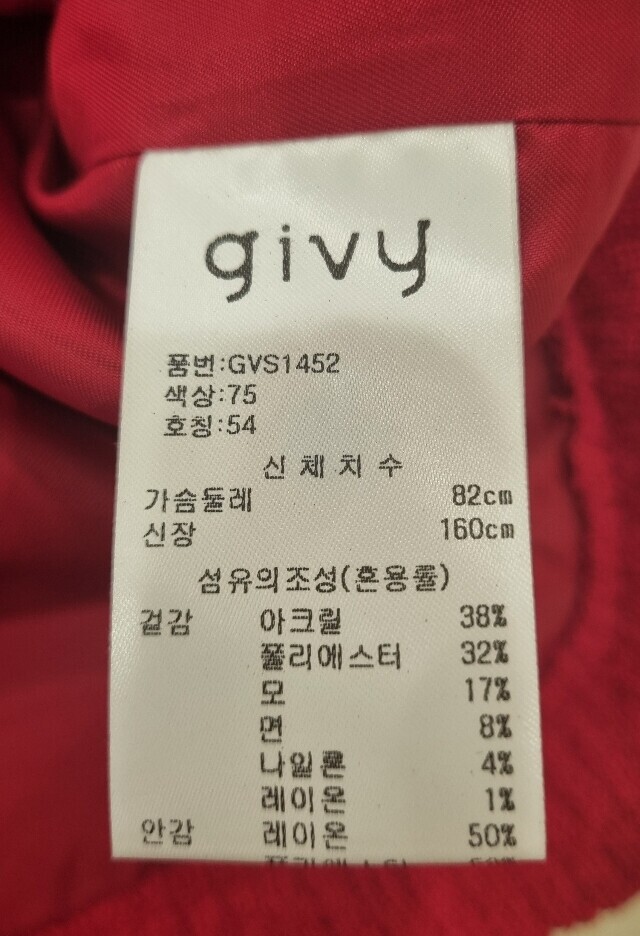 givy
품번:GVS1452
색상:75
호칭:54
신체치수
가슴둘레 82cm
신장 160cm
섬유의조성(혼용률)
겉감 아크릴 38%
폴리에스터 32%
모 17%
면 8%
나일론 4%
레이온 1%
안감 레이온 50%